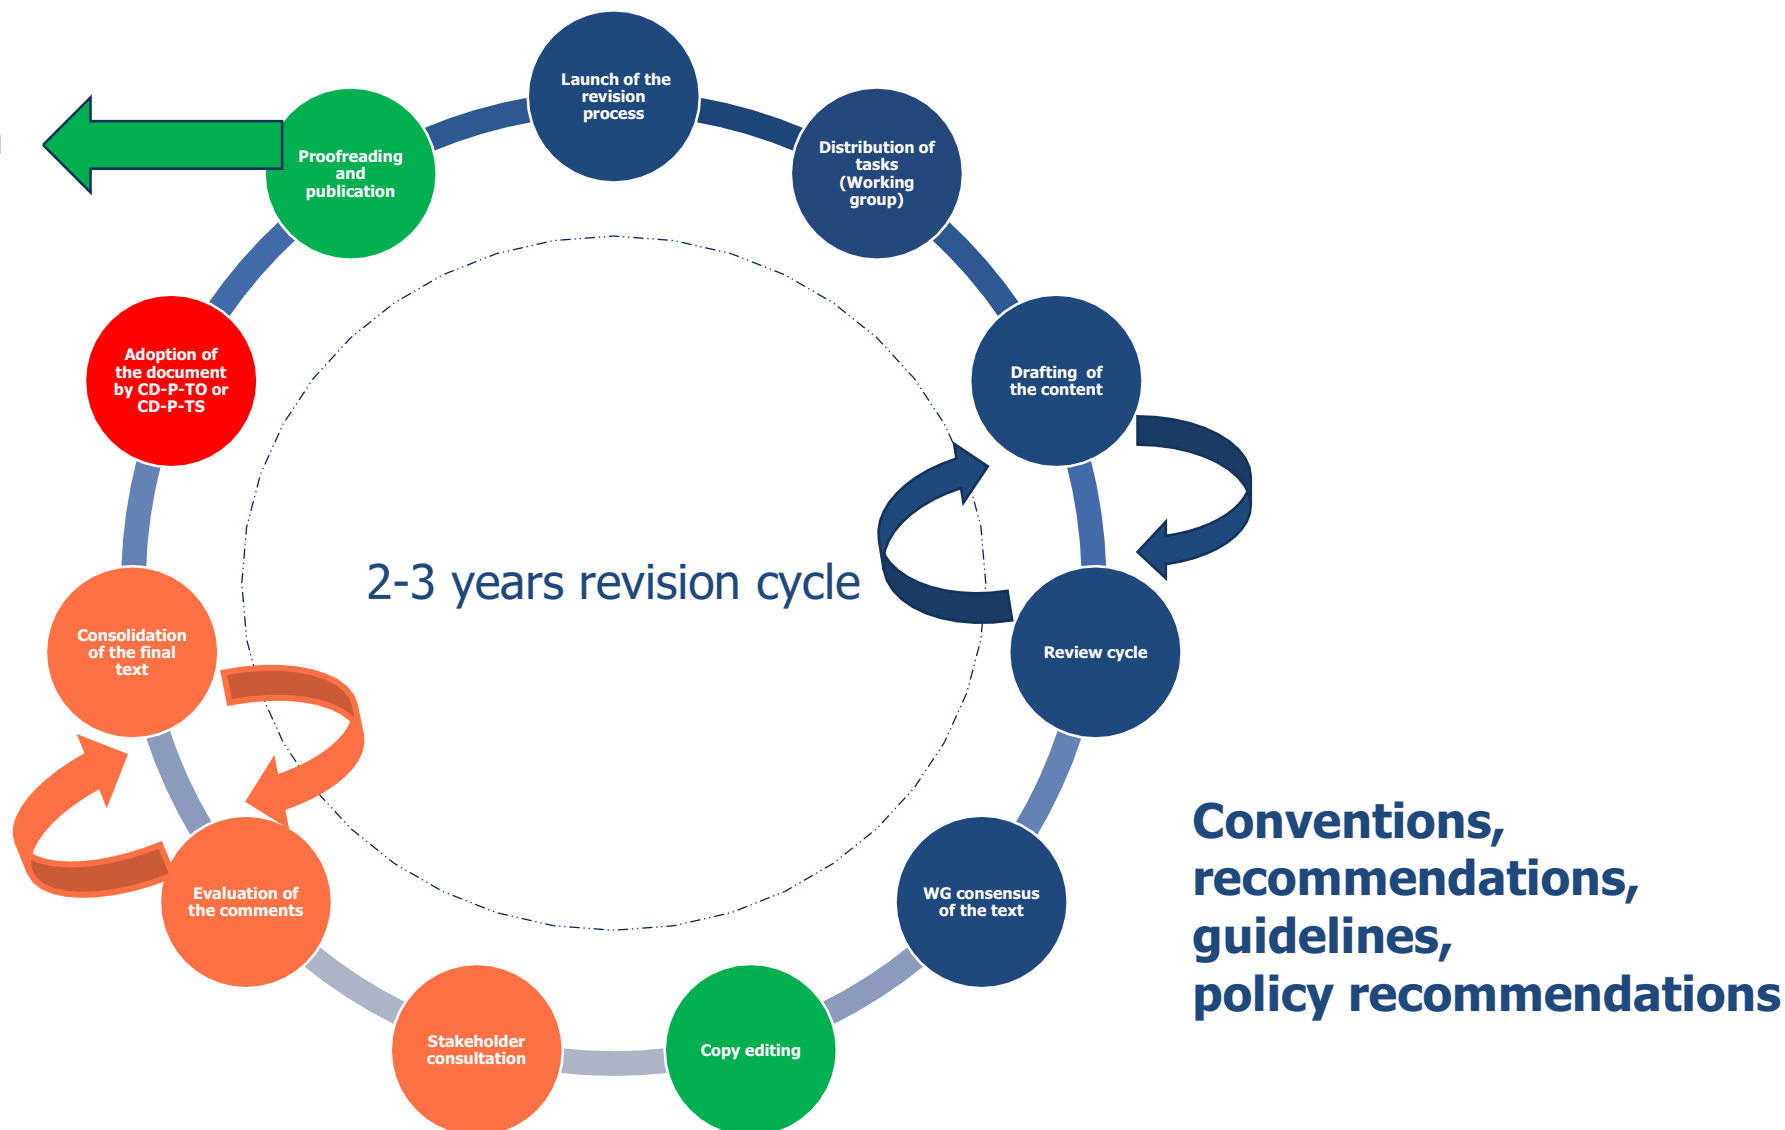 Launch of the
revision
process
Distribution of
tasks
(Working
group)
Drafting of
the content
Review cycle
WG consensus
of the text
Copy editing
Stakeholder
consultation
Evaluation of
the comments
Consolidation
of the final
text
Adoption of
the document
by CD-P-TO or
CD-P-TS
Proofreading
and
publication
2-3 years revision cycle
Conventions,
recommendations,
guidelines,
policy recommendations